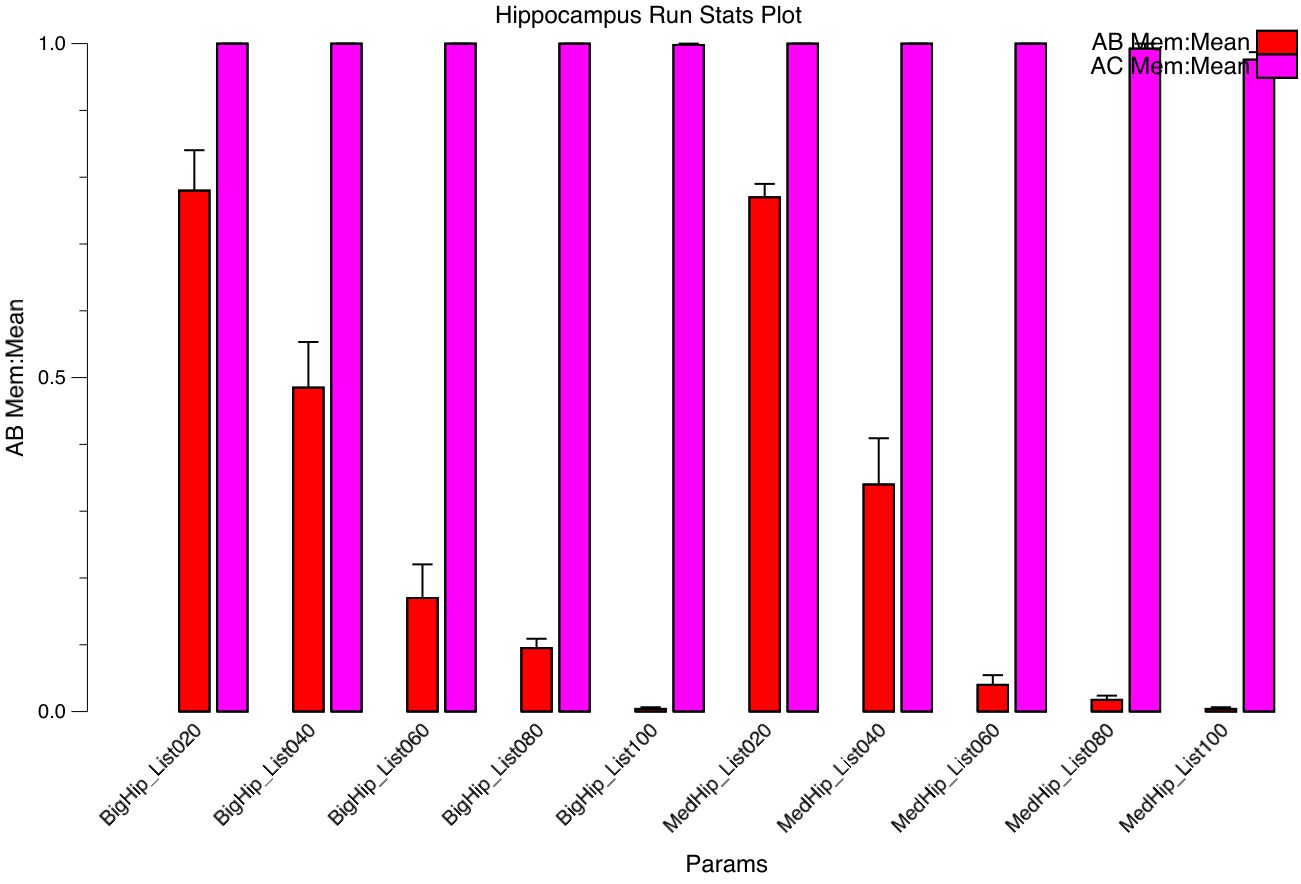 Hippocampus Run Stats Plot
AB Mem:Mean
AC Mem:Mean
1.0
0.5
0.0
AB Mem:Mean
BigHip_List020
BigHip_List040
BigHip_List060
BigHip_List080
BigHip_List100
MedHip_List020
MedHip_List040
MedHip_List060
MedHip_List080
MedHip_List100
Params